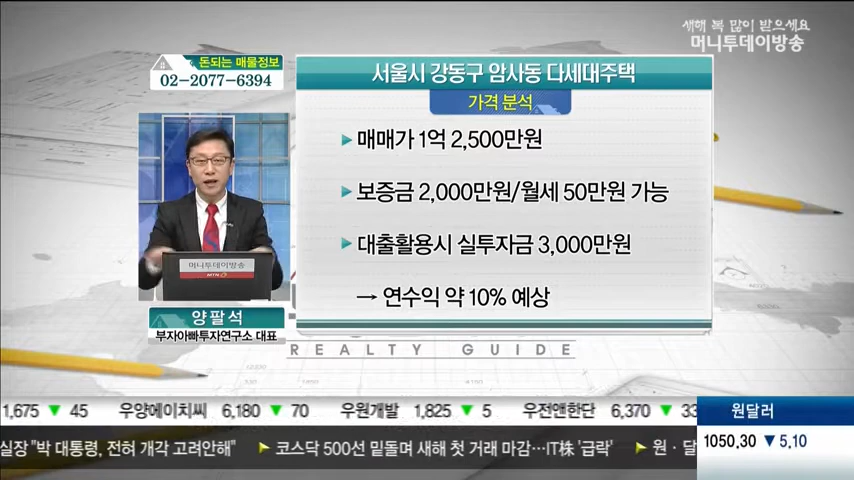 새해 복 많이 받으세요
머니투데이방송
돈되는 매물정보
02-2077-6394
서울시 강동구 암사동 다세대주택
가격 분석
매매가 1억 2,500만원
보증금 2,000만원/월세 50만원 가능
대출활용시 실투자금 3,000만원
→ 연수익 약 10% 예상
머니투데이방송
MTN
양팔석
부자아빠투자연구소 대표
REALTY GUIDE
1,675 ▼ 45 우양에이치씨 6,180 ▼ 70 우원개발 1,825 ▼ 5 우전앤한단 6,370 ▼ 33
원달러
1050.30 ▼5.10
실장 "박 대통령, 전혀 개각 고려안해" ▶ 코스닥 500선 밑돌며 새해 첫 거래 마감…IT株 '급락' ▶ 원·달